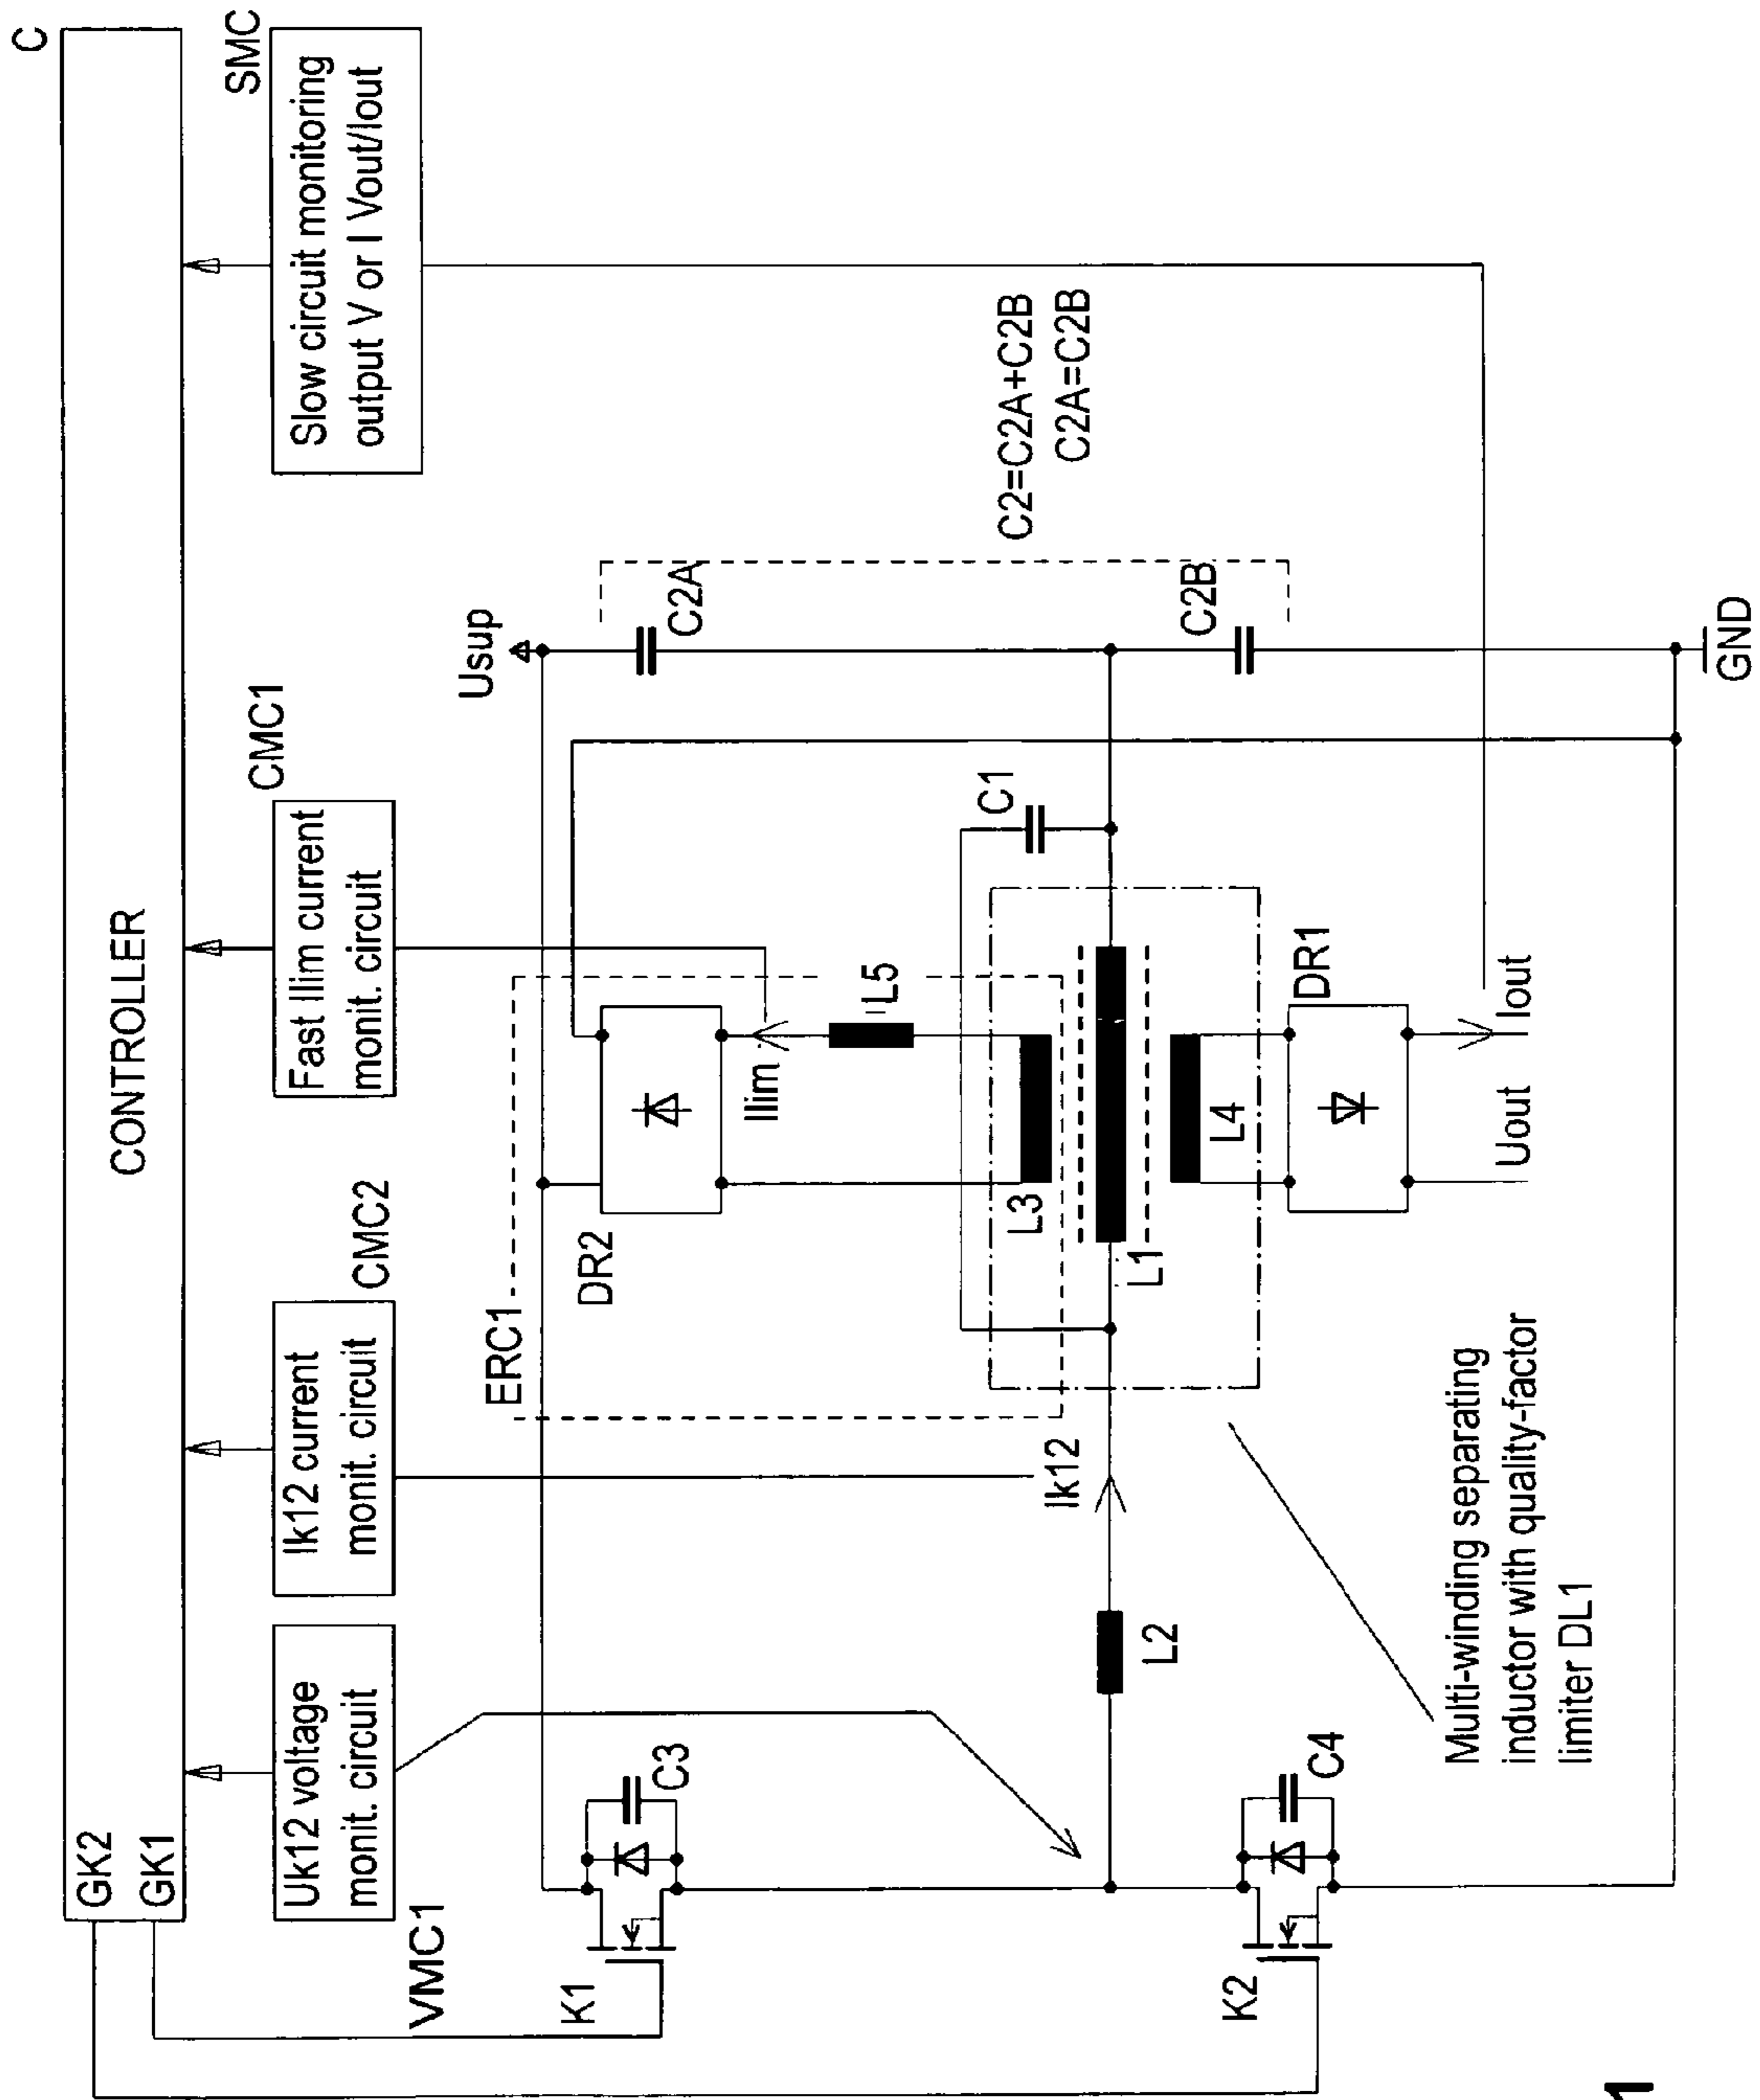 C
CONTROLLER
GK2
GK1
Uk12 voltage
monit. circuit
VMC1
Ik12 current
monit. circuit
CMC2
Fast Ilim current
monit. circuit
CMC1
Slow circuit monitoring
output V or I Vout/Iout
SMC
Usup
ERC1
DR2
Ilim
L5
L3
C1
C2A
C2=C2A+C2B
C2A=C2B
K1
C3
L2
Ik12
L1
L4
C2B
DR1
K2
C4
Uout
Iout
GND
Multi-winding separating
inductor with quality-factor
limiter DL1
1